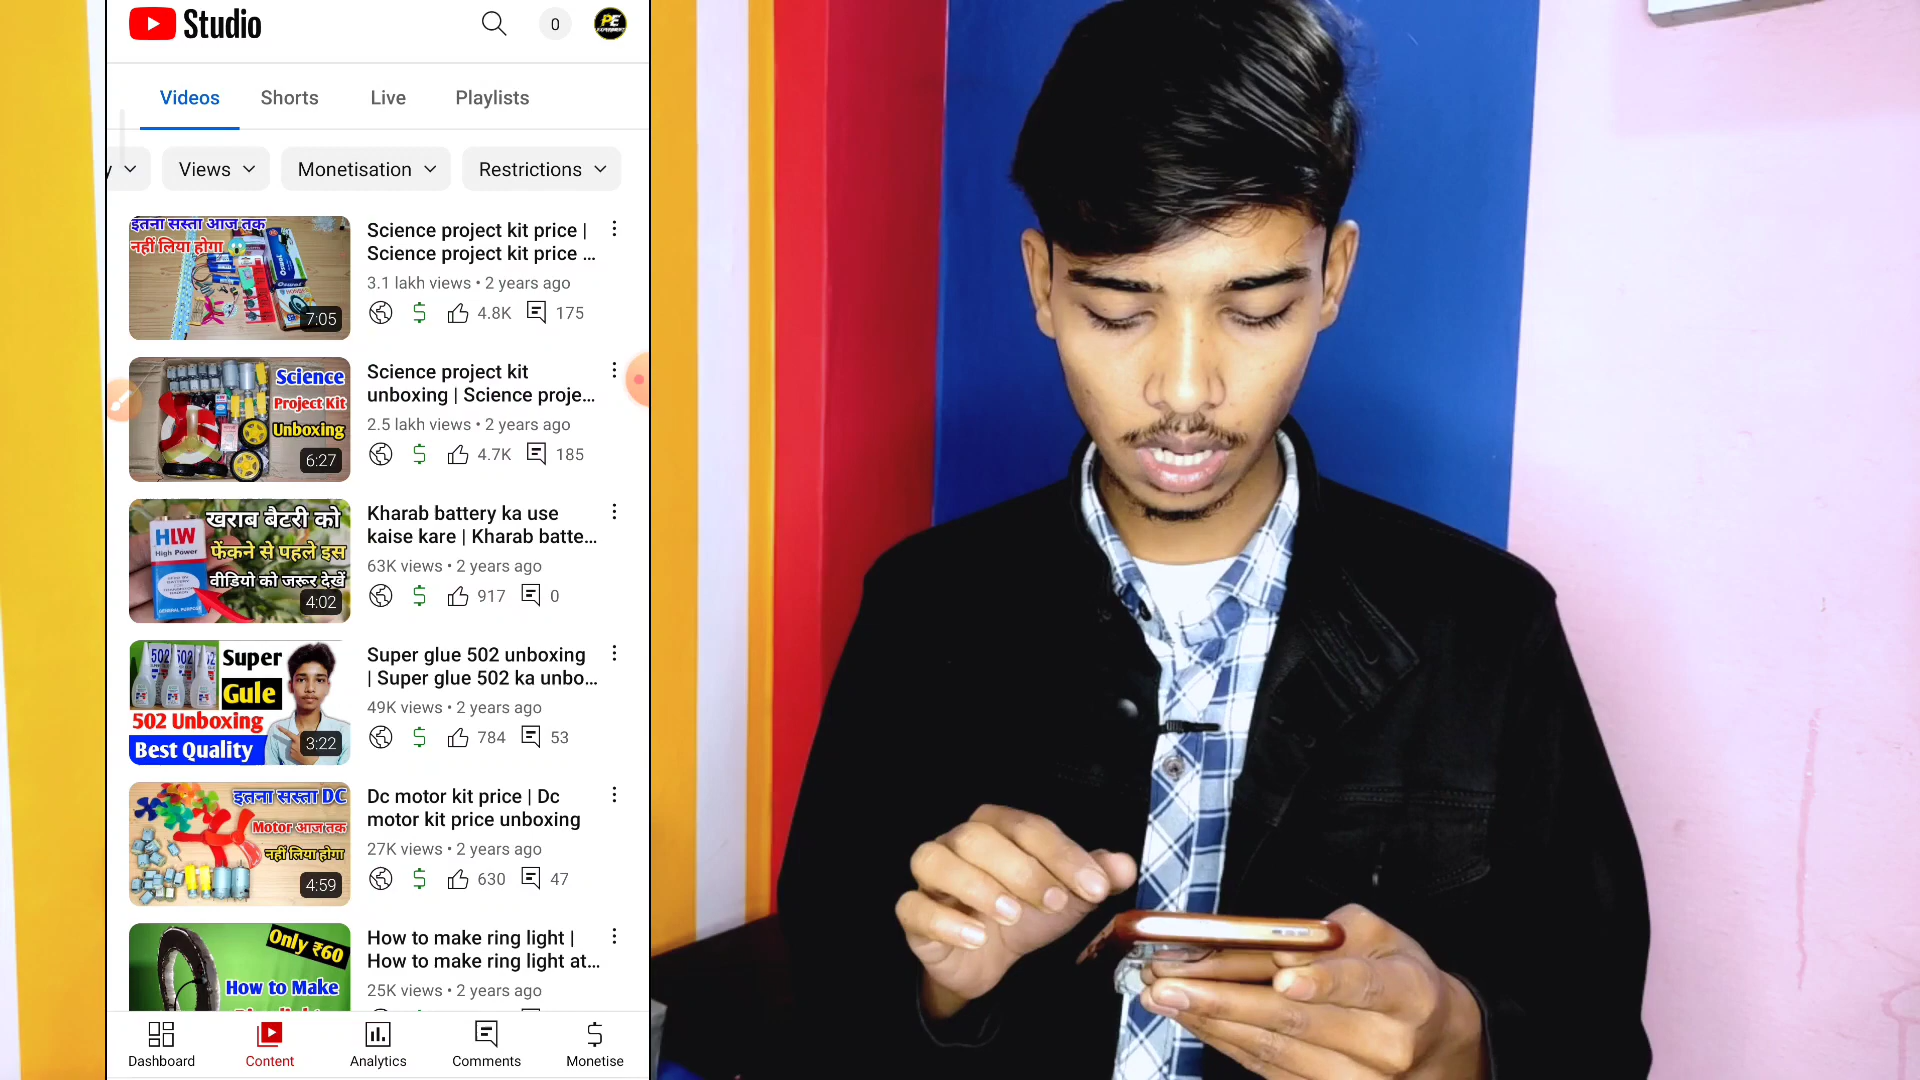 Studio
0
PE
EXPERIMENT
Videos
Shorts
Live
Playlists
y
Views
Monetisation
Restrictions
इतना सस्ता आज तक
नहीं लिया होगा
7:05
Science project kit price |
Science project kit price ...
3.1 lakh views • 2 years ago
4.8K
175
Science
Project Kit
Unboxing
6:27
Science project kit
unboxing | Science proje...
2.5 lakh views • 2 years ago
4.7K
185
खराब बैटरी को
फेंकने से पहले इस
वीडियो को जरूर देखें
HLW
High Power
GENERAL PURPOSE
4:02
Kharab battery ka use
kaise kare | Kharab batte...
63K views • 2 years ago
917
0
502
502
Super
Gule
502 Unboxing
Best Quality
3:22
Super glue 502 unboxing
| Super glue 502 ka unbo...
49K views • 2 years ago
784
53
इतना सस्ता DC
Motor आज तक
नहीं लिया होगा
4:59
Dc motor kit price | Dc
motor kit price unboxing
27K views • 2 years ago
630
47
Only ₹60
How to Make
How to make ring light |
How to make ring light at...
25K views • 2 years ago
Dashboard
Content
Analytics
Comments
Monetise